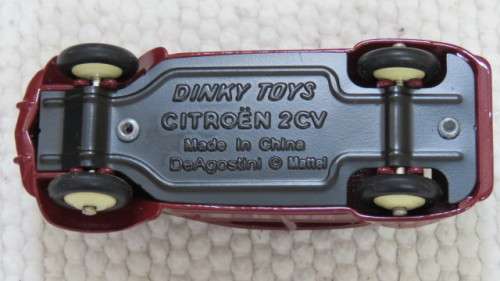 DINKY TOYS
CITROËN 2CV
Made in China
DeAgostini © Mattel